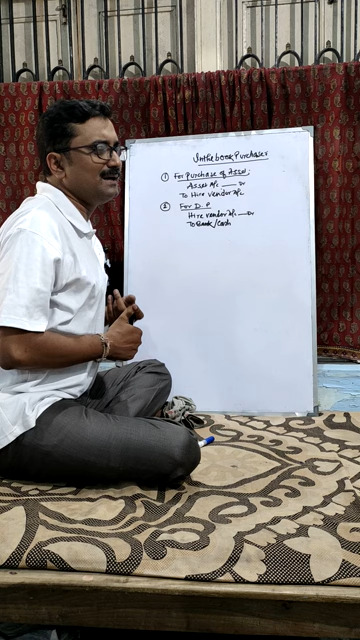 In the book Purchaser
① For Purchase of Asset:
Asset A/c —— Dr
To Hire vendor A/c
② For D.P
Hire vendor A/c —— Dr
To Bank/Cash